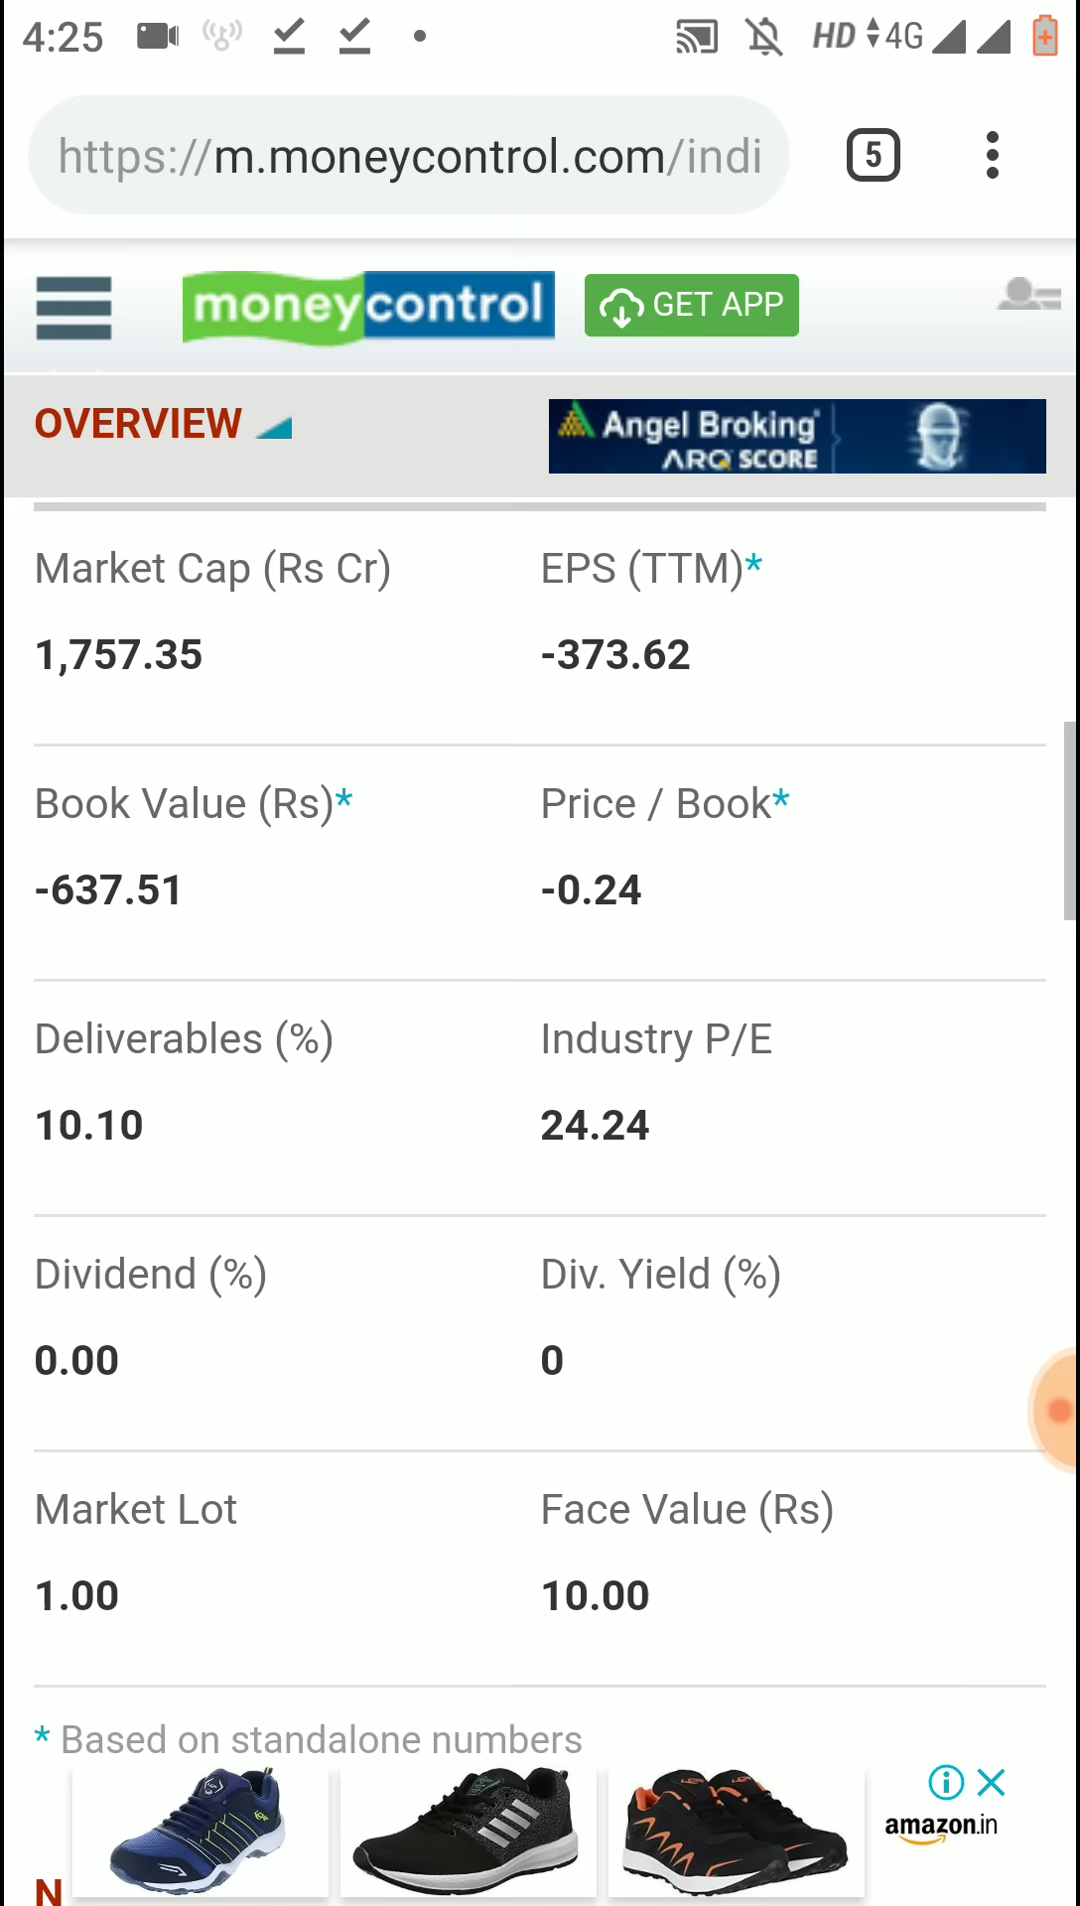 4:25 HD 4G
https://m.moneycontrol.com/indi 5
moneycontrol GET APP
OVERVIEW
Angel Broking
ARQ SCORE
Market Cap (Rs Cr) EPS (TTM)*
1,757.35 -373.62
Book Value (Rs)* Price / Book*
-637.51 -0.24
Deliverables (%) Industry P/E
10.10 24.24
Dividend (%) Div. Yield (%)
0.00 0
Market Lot Face Value (Rs)
1.00 10.00
* Based on standalone numbers
amazon.in
N